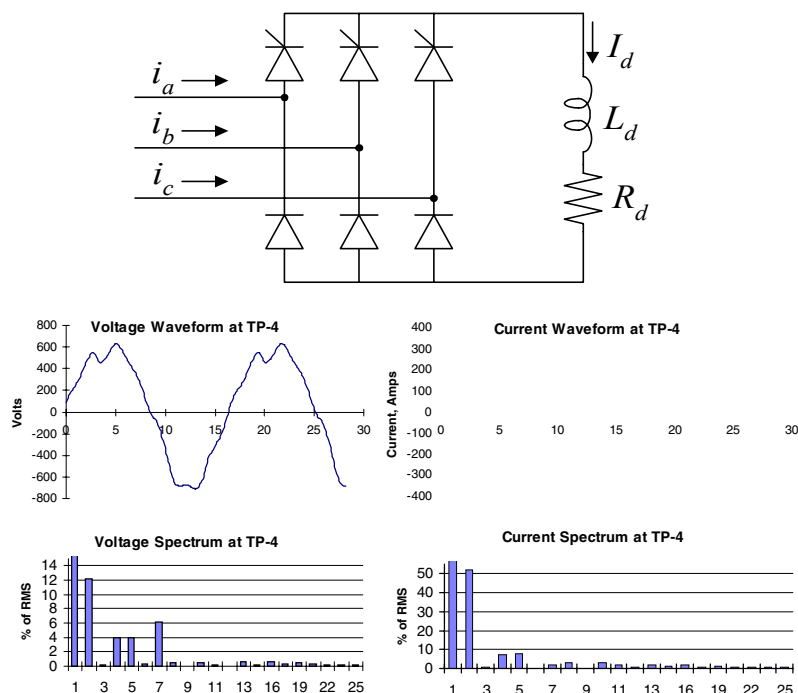 I_d
i_a
L_d
i_b
i_c
R_d
Voltage Waveform at TP-4
800
600
400
200
0
-200
-400
-600
-800
Volts
0 5 10 15 20 25 30
Current Waveform at TP-4
400
300
200
100
0
-100
-200
-300
-400
Current, Amps
0 5 10 15 20 25 30
Voltage Spectrum at TP-4
14
12
10
8
6
4
2
0
% of RMS
1 3 5 7 9 11 13 16 19 22 25
Current Spectrum at TP-4
50
40
30
20
10
0
% of RMS
1 3 5 7 9 11 13 16 19 22 25